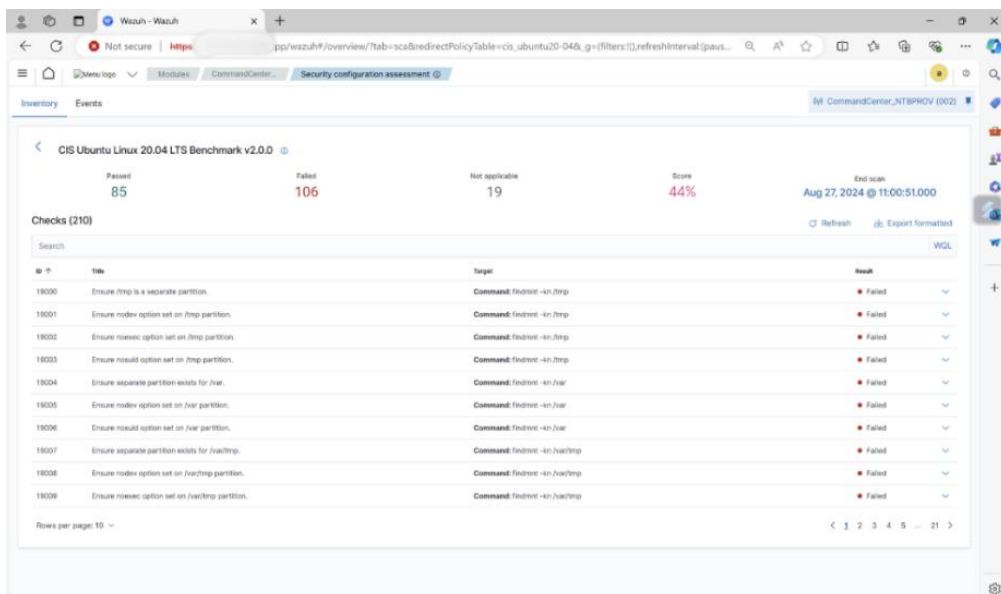 Wazuh - Wazuh
Not secure https pp/wazuh#/overview/?tab=sca&redirectPolicyTable=cis_ubuntu20-04&_g=(filters:!(),refreshInterval:(paus...
Menu logo Modules CommandCenter... Security configuration assessment
a
Inventory Events CommandCenter_NTBPROV (002)
CIS Ubuntu Linux 20.04 LTS Benchmark v2.0.0
Passed Failed Not applicable Score End scan
85 106 19 44% Aug 27, 2024 @ 11:00:51.000
Checks (210) Refresh Export formatted
Search WQL
ID Title Target Result
19000 Ensure /tmp is a separate partition. Command: findmnt -kn /tmp Failed
19001 Ensure nodev option set on /tmp partition. Command: findmnt -kn /tmp Failed
19002 Ensure noexec option set on /tmp partition. Command: findmnt -kn /tmp Failed
19003 Ensure nosuid option set on /tmp partition. Command: findmnt -kn /tmp Failed
19004 Ensure separate partition exists for /var. Command: findmnt -kn /var Failed
19005 Ensure nodev option set on /var partition. Command: findmnt -kn /var Failed
19006 Ensure nosuid option set on /var partition. Command: findmnt -kn /var Failed
19007 Ensure separate partition exists for /var/tmp. Command: findmnt -kn /var/tmp Failed
19008 Ensure nodev option set on /var/tmp partition. Command: findmnt -kn /var/tmp Failed
19009 Ensure noexec option set on /var/tmp partition. Command: findmnt -kn /var/tmp Failed
Rows per page: 10 1 2 3 4 5 ... 21